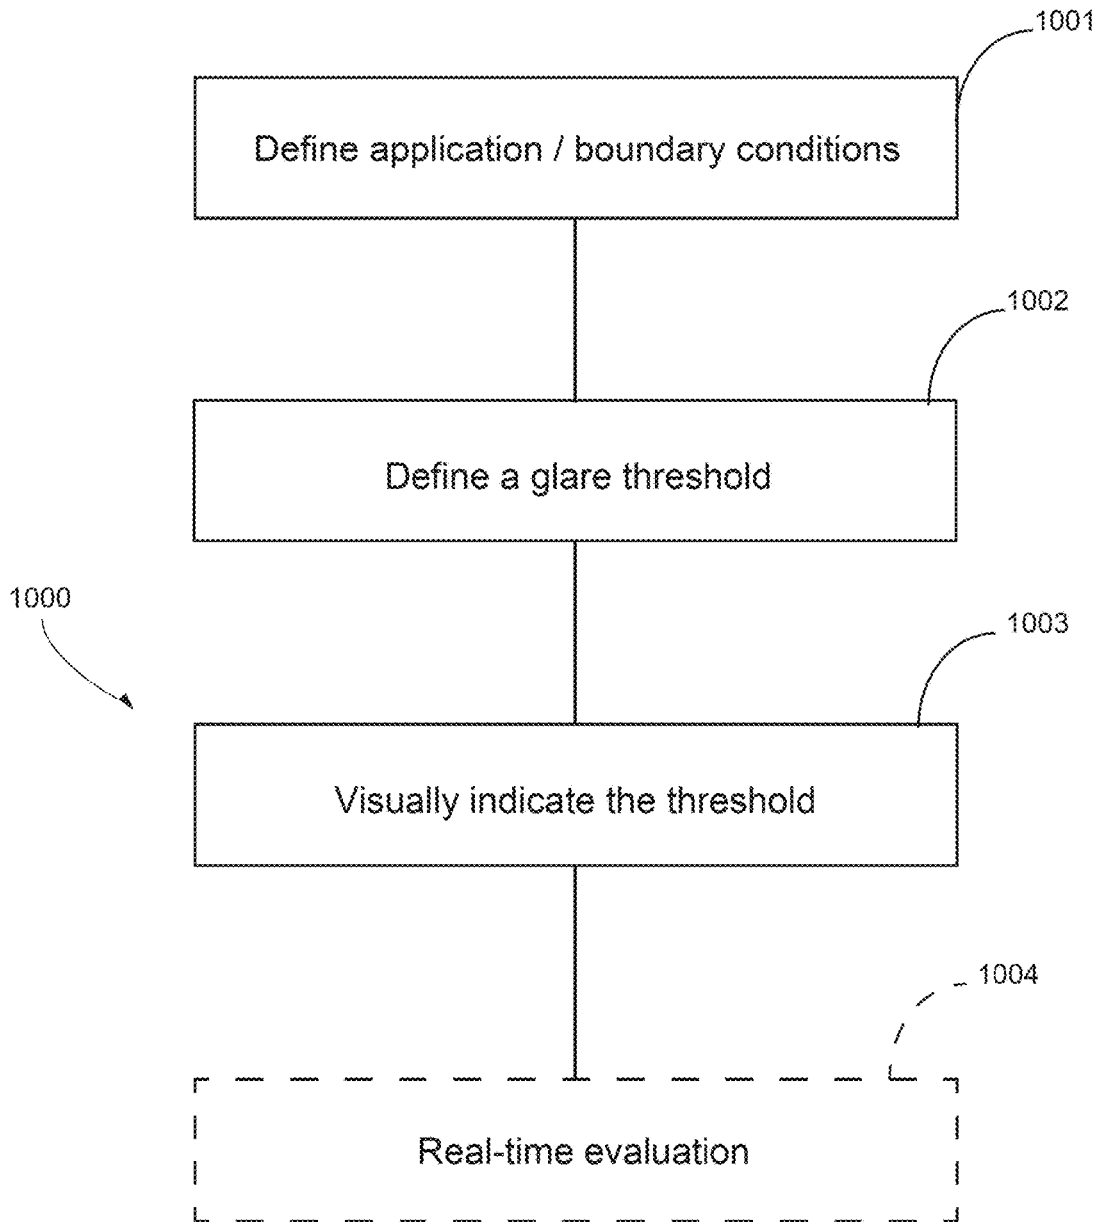 1001
Define application / boundary conditions
1002
Define a glare threshold
1000
1003
Visually indicate the threshold
1004
Real-time evaluation